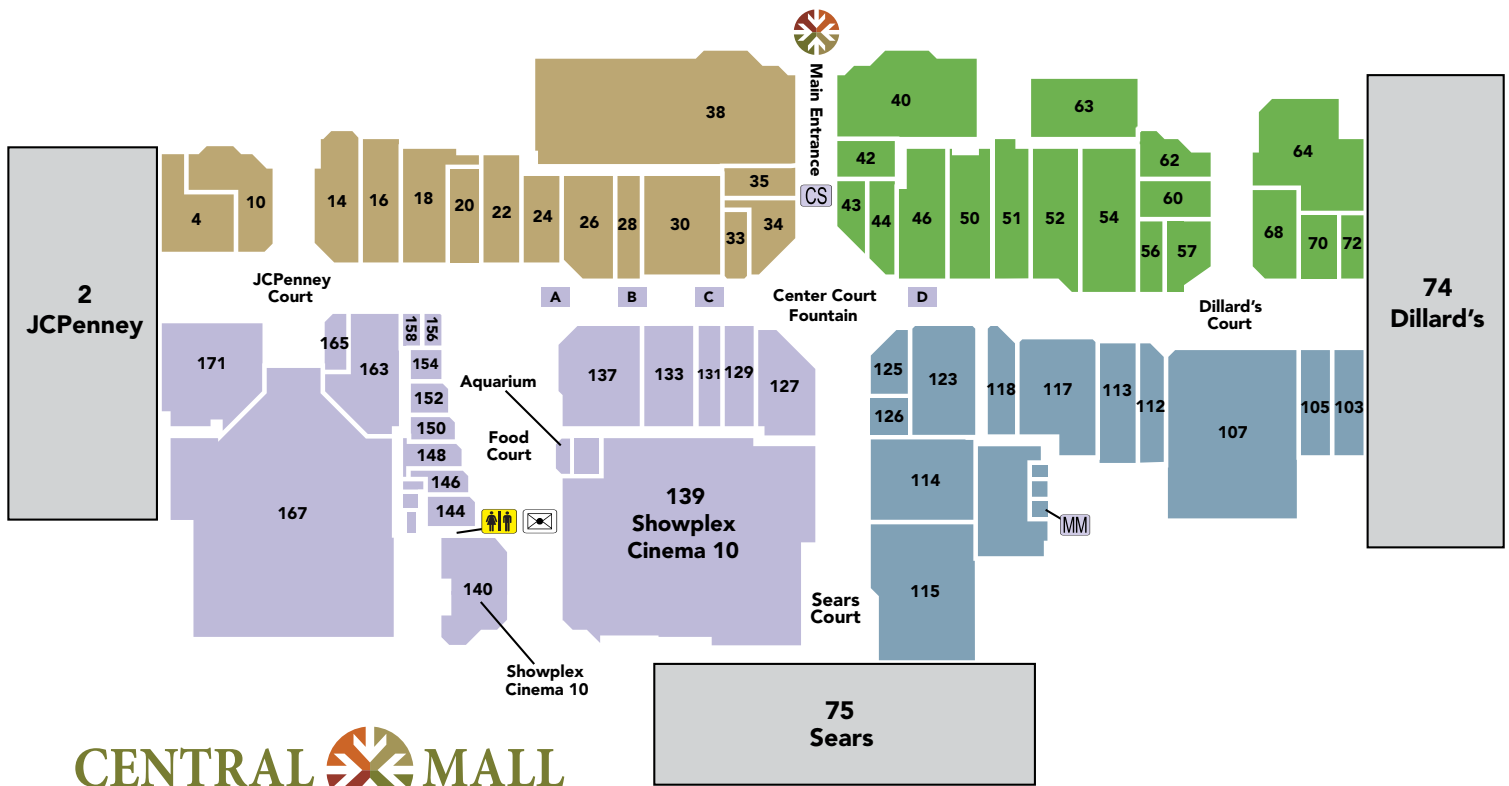 Main Entrance
38
40
63
64
42
62
35
CS
4
10
14
16
18
20
22
24
26
28
30
33
34
43
44
46
50
51
52
54
60
56
57
68
70
72
2
JCPenney
74
Dillard's
JCPenney
Court
A
B
C
Center Court
Fountain
D
Dillard's
Court
171
165
163
158
156
154
152
150
148
146
144
Aquarium
Food
Court
137
133
131
129
127
125
126
123
118
117
113
112
107
105
103
167
139
Showplex
Cinema 10
114
MM
140
115
Sears
Court
Showplex
Cinema 10
75
Sears
CENTRAL MALL